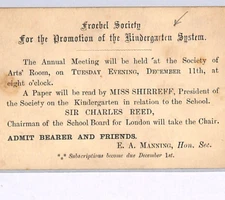 Froebel Society
For the Promotion of the Kindergarten System.
The Annual Meeting will be held at the Society of
Arts' Room, on TUESDAY EVENING, DECEMBER 11th, at
eight o'clock.
A Paper will be read by MISS SHIRREFF, President of
the Society on the Kindergarten in relation to the School.
SIR CHARLES REED,
Chairman of the School Board for London will take the Chair.
ADMIT BEARER AND FRIENDS.
E. A. MANNING, Hon. Sec.
*⁎* Subscriptions become due December 1st.